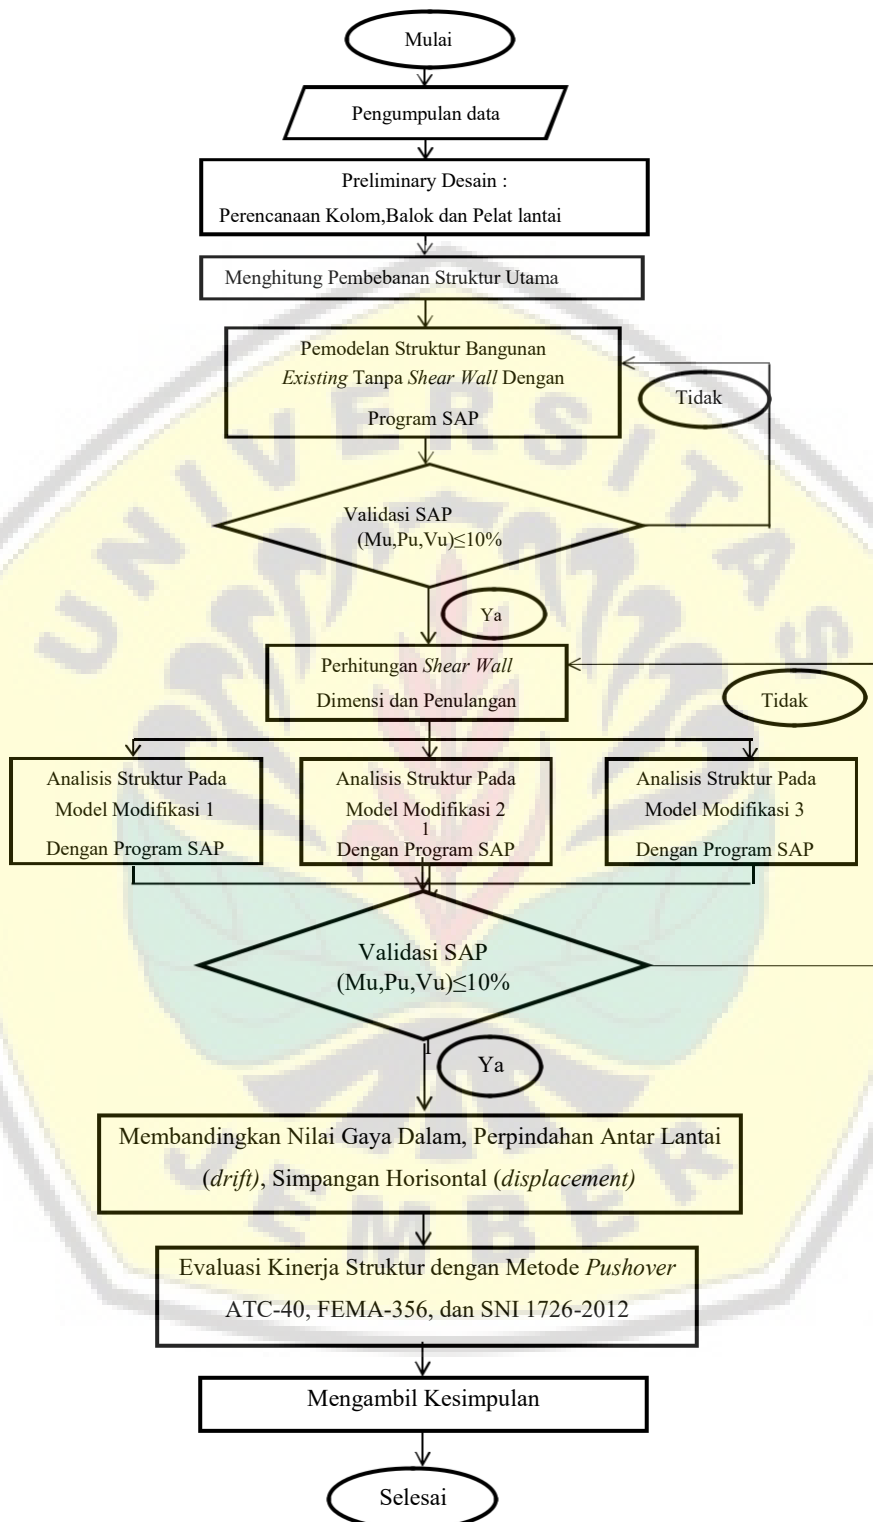 Mulai
Pengumpulan data
Preliminary Desain :
Perencanaan Kolom,Balok dan Pelat lantai
Menghitung Pembebanan Struktur Utama
Pemodelan Struktur Bangunan
Existing Tanpa Shear Wall Dengan
Program SAP
Tidak
Validasi SAP
(Mu,Pu,Vu)≤10%
Ya
Perhitungan Shear Wall
Dimensi dan Penulangan
Tidak
Analisis Struktur Pada
Model Modifikasi 1
Dengan Program SAP
Analisis Struktur Pada
Model Modifikasi 2
1
Dengan Program SAP
Analisis Struktur Pada
Model Modifikasi 3
Dengan Program SAP
Validasi SAP
(Mu,Pu,Vu)≤10%
1
Ya
Membandingkan Nilai Gaya Dalam, Perpindahan Antar Lantai
(drift), Simpangan Horisontal (displacement)
Evaluasi Kinerja Struktur dengan Metode Pushover
ATC-40, FEMA-356, dan SNI 1726-2012
Mengambil Kesimpulan
Selesai
UNIVERSITAS
JEMBER